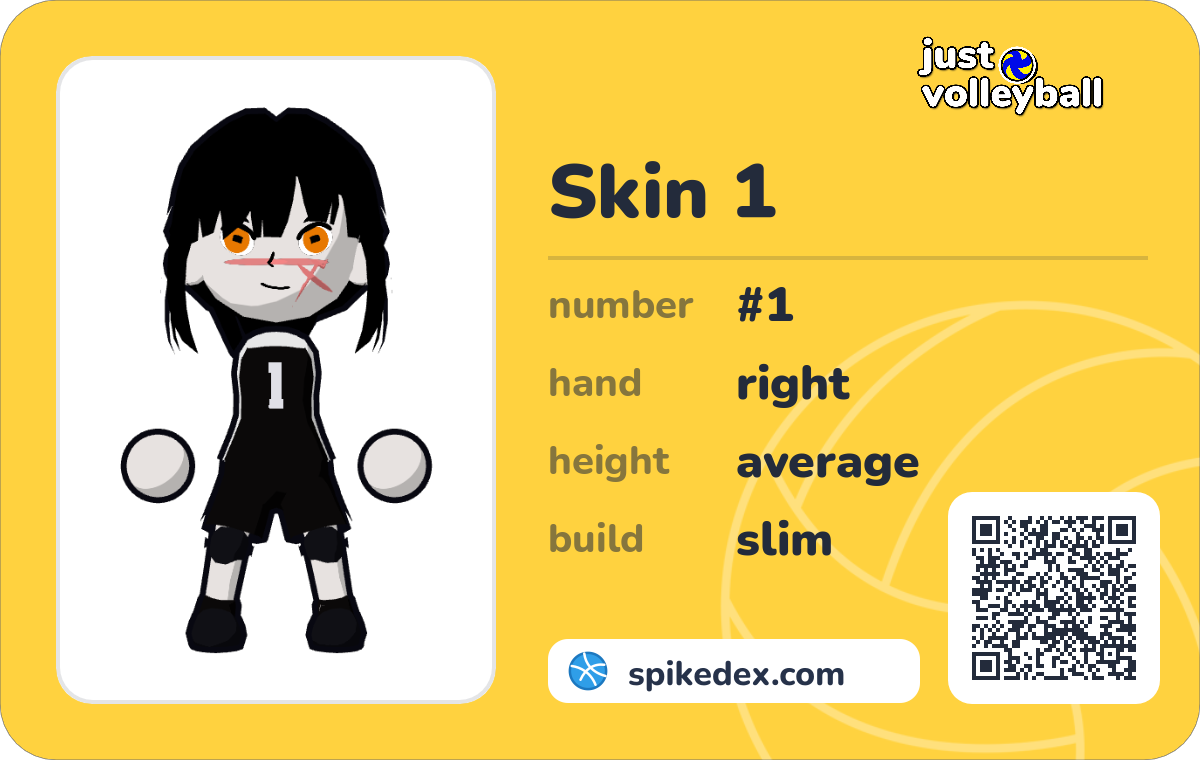 just
volleyball
Skin 1
number #1
hand right
height average
build slim
1
spikedex.com